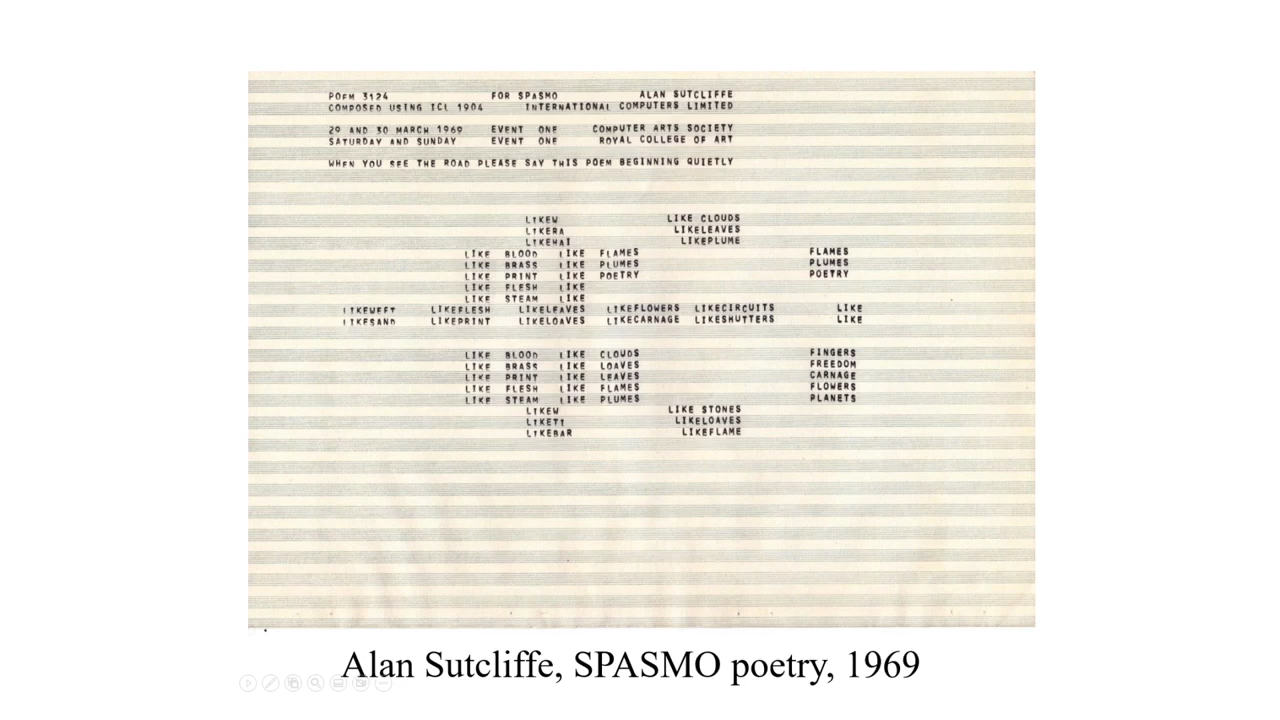 POEM 3124 FOR SPASMO ALAN SUTCLIFFE
COMPOSED USING ICL 1904 INTERNATIONAL COMPUTERS LIMITED
29 AND 30 MARCH 1969 EVENT ONE COMPUTER ARTS SOCIETY
SATURDAY AND SUNDAY EVENT ONE ROYAL COLLEGE OF ART
WHEN YOU SEE THE ROAD PLEASE SAY THIS POEM BEGINNING QUIETLY
LIKEW LIKE CLOUDS
LIKERA LIKELEAVES
LIKEHAI LIKEPLUME
LIKE BLOOD LIKE FLAMES FLAMES
LIKE BRASS LIKE PLUMES PLUMES
LIKE PRINT LIKE POETRY POETRY
LIKE FLESH LIKE
LIKE STEAM LIKE
LIKEWEFT LIKEFLESH LIKELEAVES LIKEFLOWERS LIKECIRCUITS LIKE
LIKESAND LIKEPRINT LIKELOAVES LIKECARNAGE LIKESHUTTERS LIKE
LIKE BLOOD LIKE CLOUDS FINGERS
LIKE BRASS LIKE LOAVES FREEDOM
LIKE PRINT LIKE LEAVES CARNAGE
LIKE FLESH LIKE FLAMES FLOWERS
LIKE STEAM LIKE PLUMES PLANETS
LIKEW LIKE STONES
LIKETI LIKELOAVES
LIKEBAR LIKEFLAME
Alan Sutcliffe, SPASMO poetry, 1969